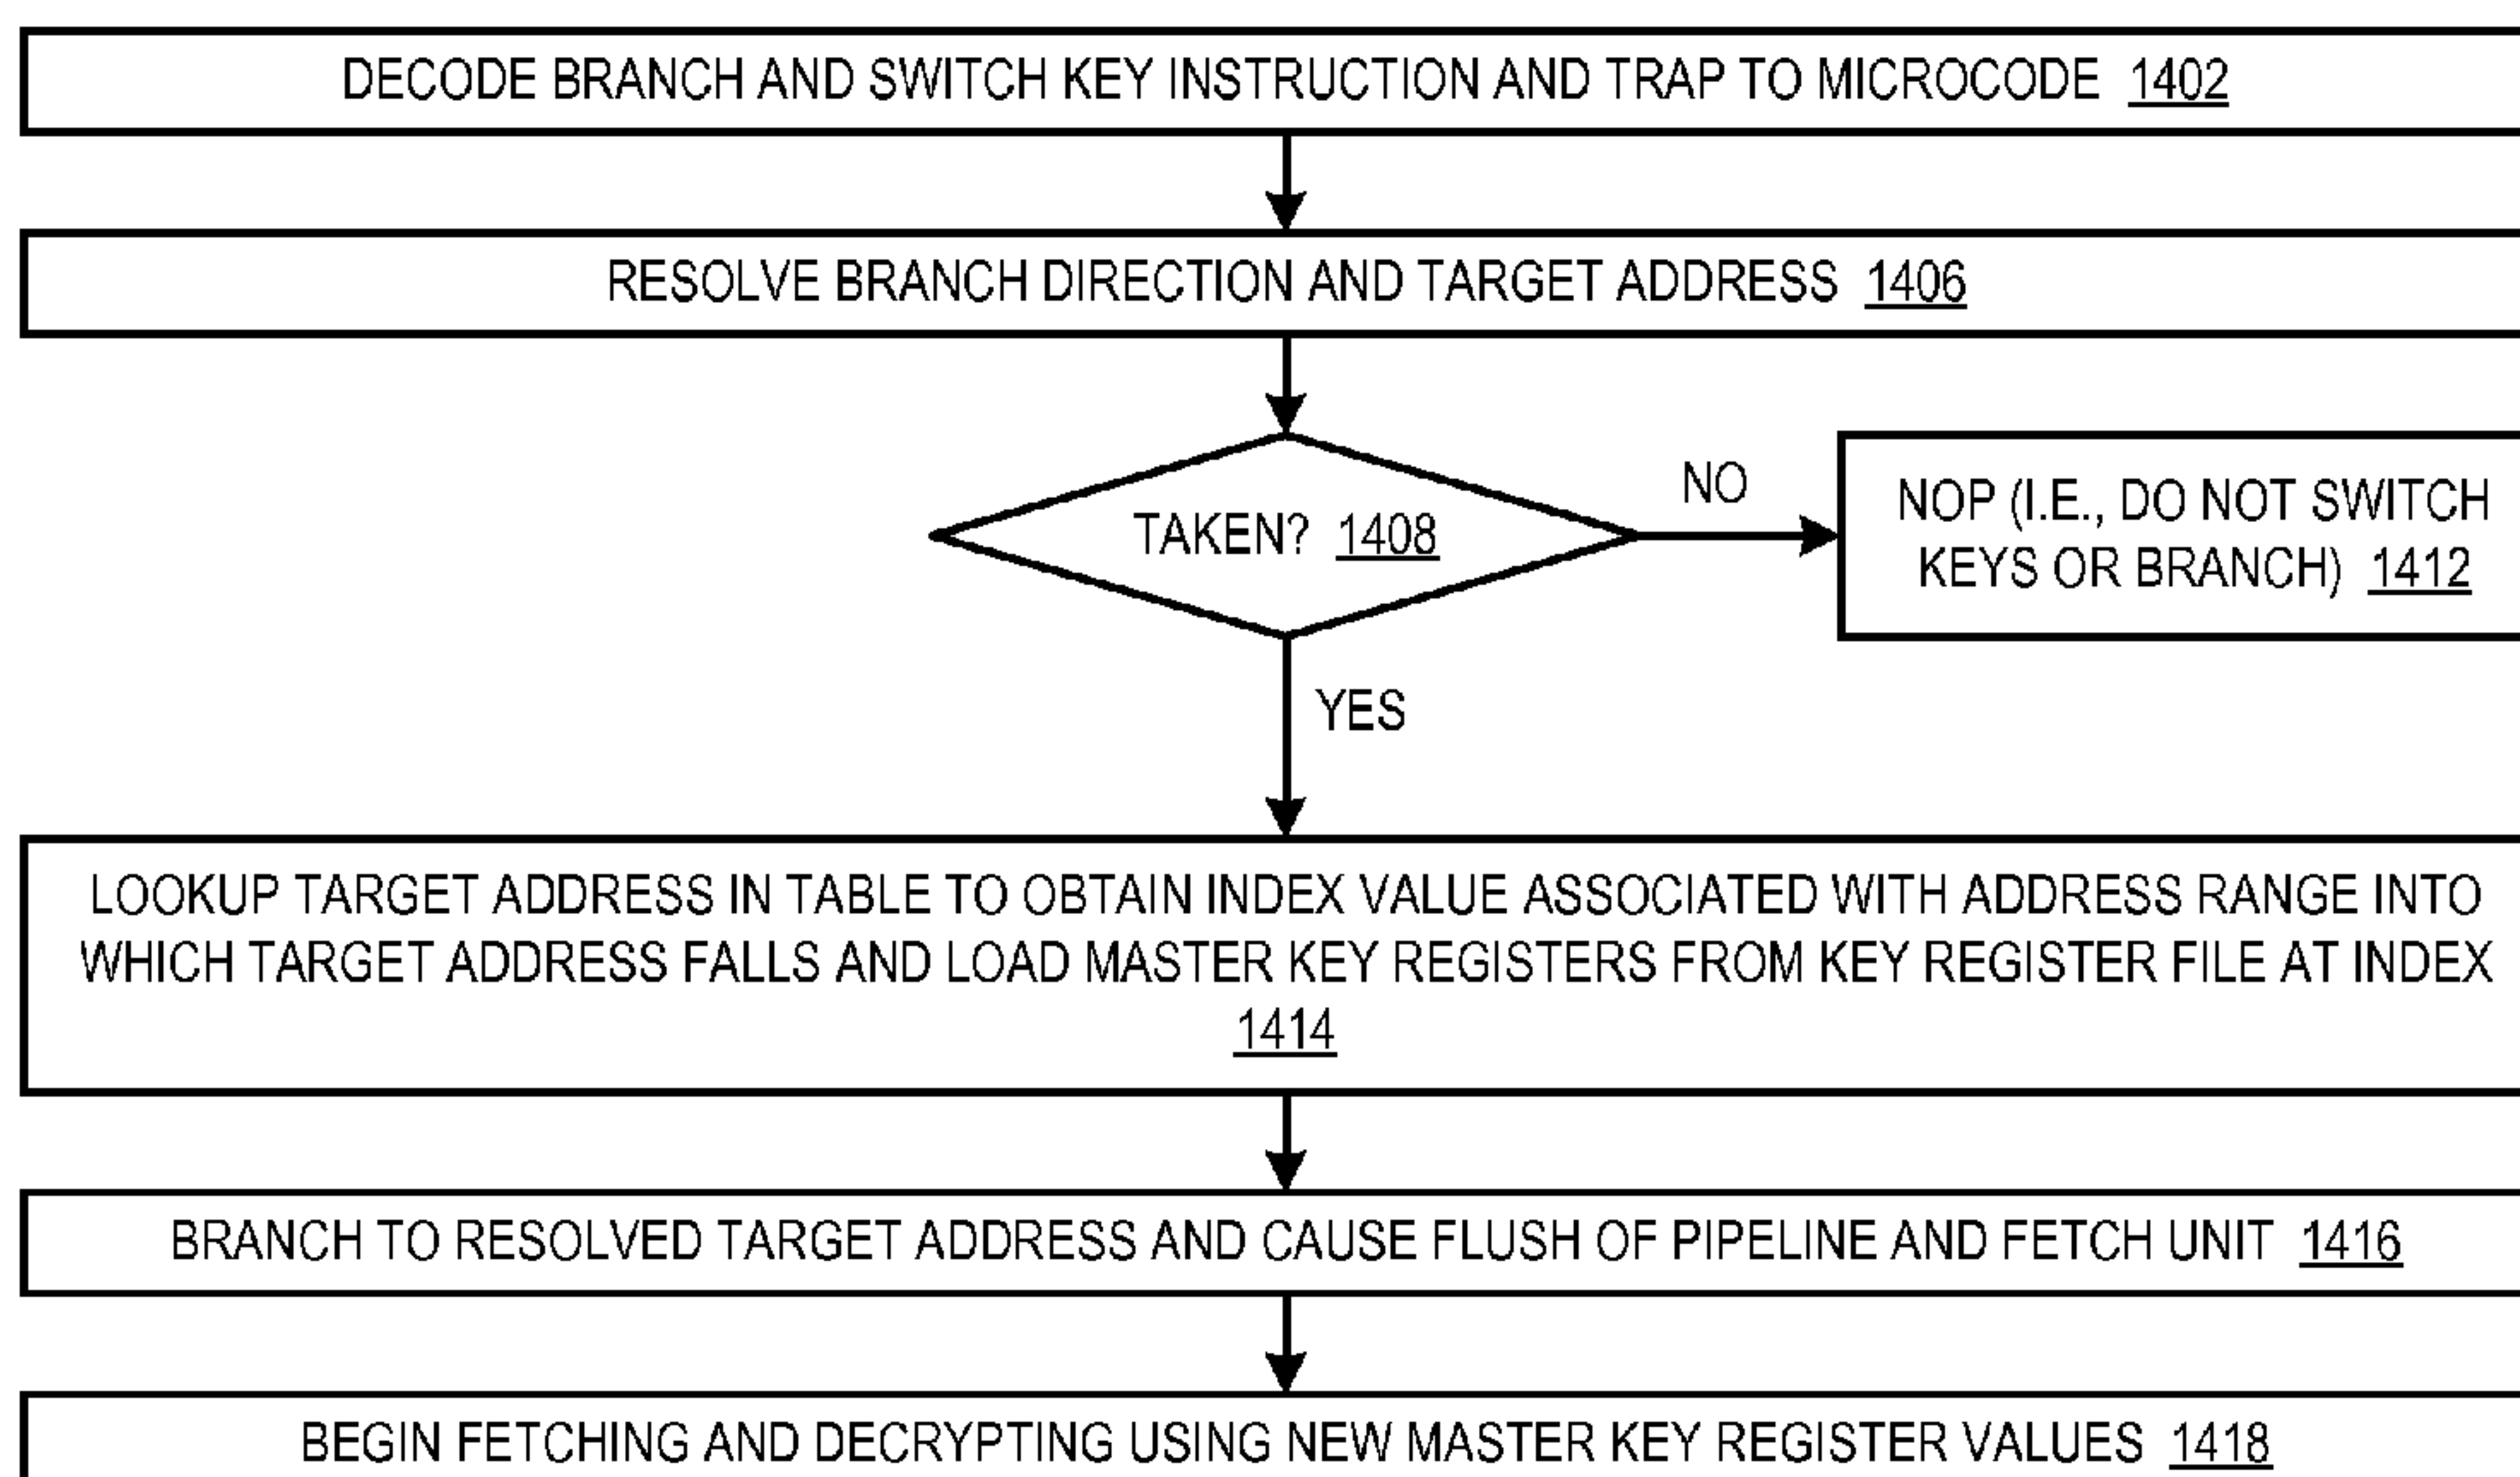 DECODE BRANCH AND SWITCH KEY INSTRUCTION AND TRAP TO MICROCODE 1402
RESOLVE BRANCH DIRECTION AND TARGET ADDRESS 1406
TAKEN? 1408
NO
NOP (I.E., DO NOT SWITCH
KEYS OR BRANCH) 1412
YES
LOOKUP TARGET ADDRESS IN TABLE TO OBTAIN INDEX VALUE ASSOCIATED WITH ADDRESS RANGE INTO
WHICH TARGET ADDRESS FALLS AND LOAD MASTER KEY REGISTERS FROM KEY REGISTER FILE AT INDEX
1414
BRANCH TO RESOLVED TARGET ADDRESS AND CAUSE FLUSH OF PIPELINE AND FETCH UNIT 1416
BEGIN FETCHING AND DECRYPTING USING NEW MASTER KEY REGISTER VALUES 1418